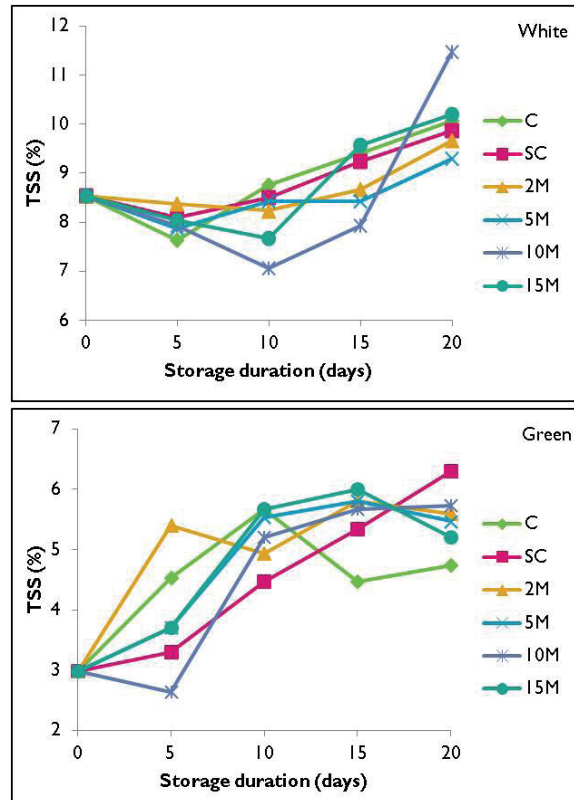 White
TSS (%)
12
11
10
9
8
7
6
0 5 10 15 20
Storage duration (days)
C
SC
2M
5M
10M
15M
Green
TSS (%)
7
6
5
4
3
2
0 5 10 15 20
Storage duration (days)
C
SC
2M
5M
10M
15M